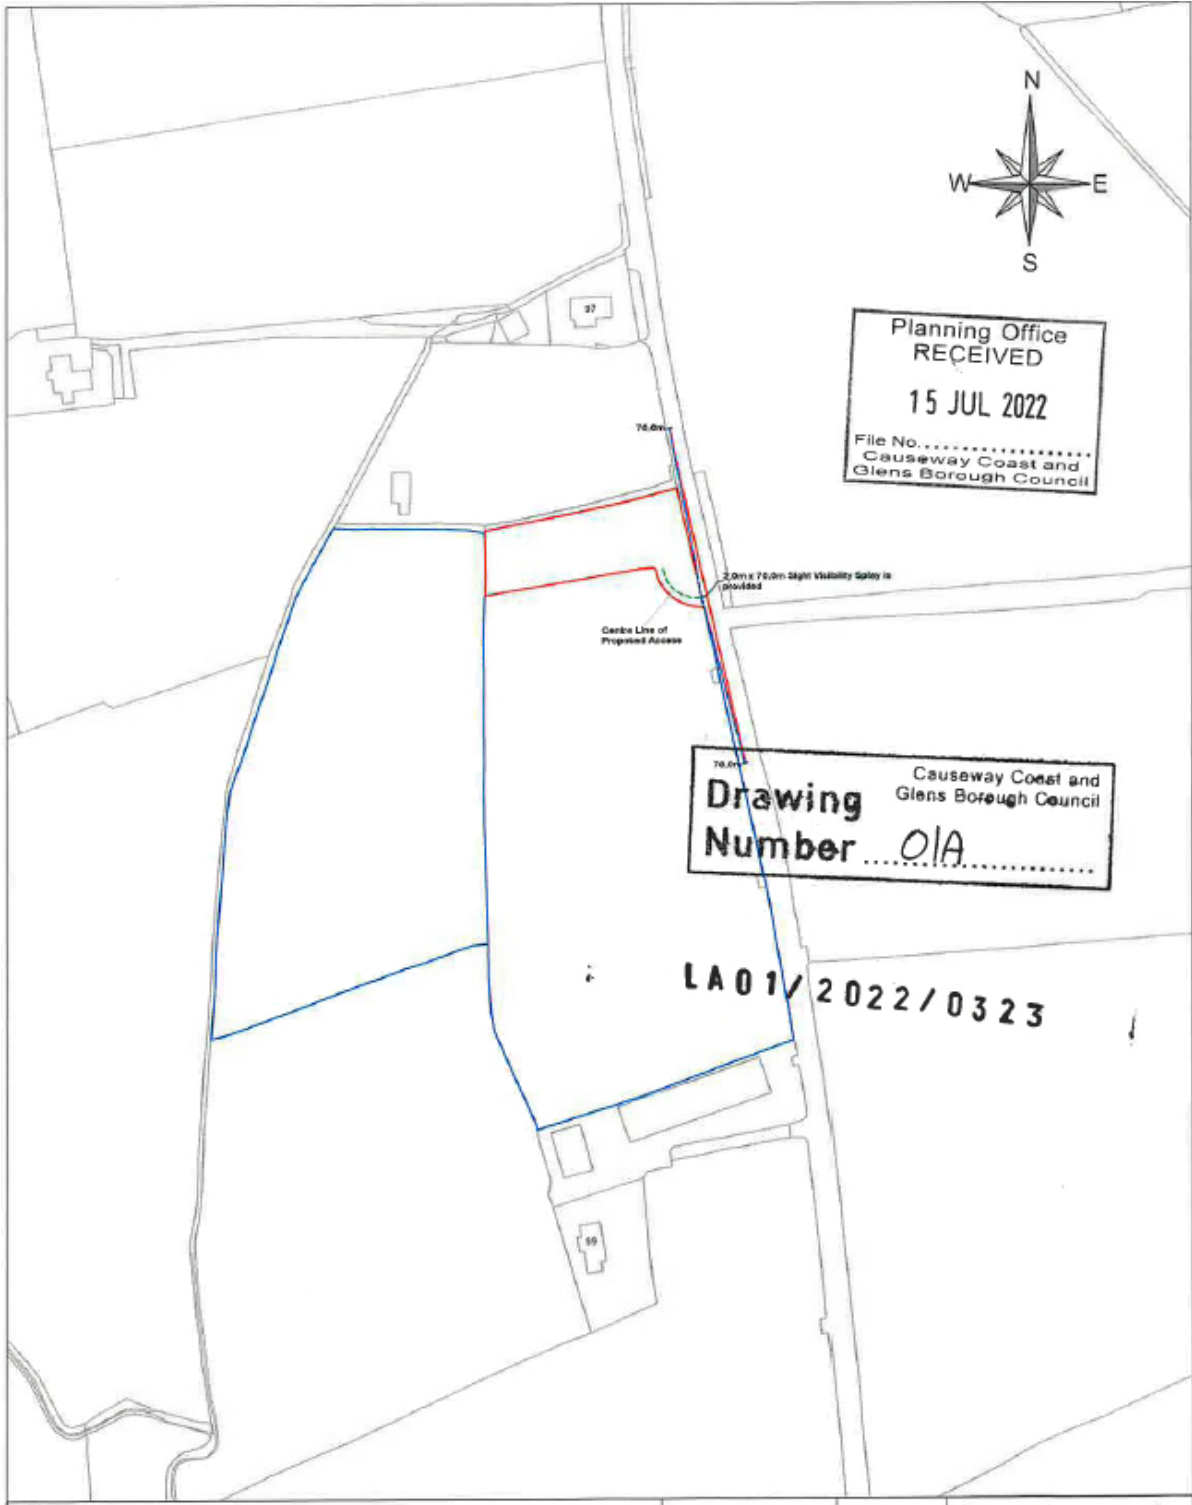 N
W E
S
97
Planning Office
RECEIVED
15 JUL 2022
File No.
Causeway Coast and
Glens Borough Council
70.0m
2.0m x 70.0m Sight Visibility Splay is
provided
Centre Line of
Proposed Access
70.0m
Causeway Coast and
Glens Borough Council
Drawing
Number 01A
LA01/2022/0323
99